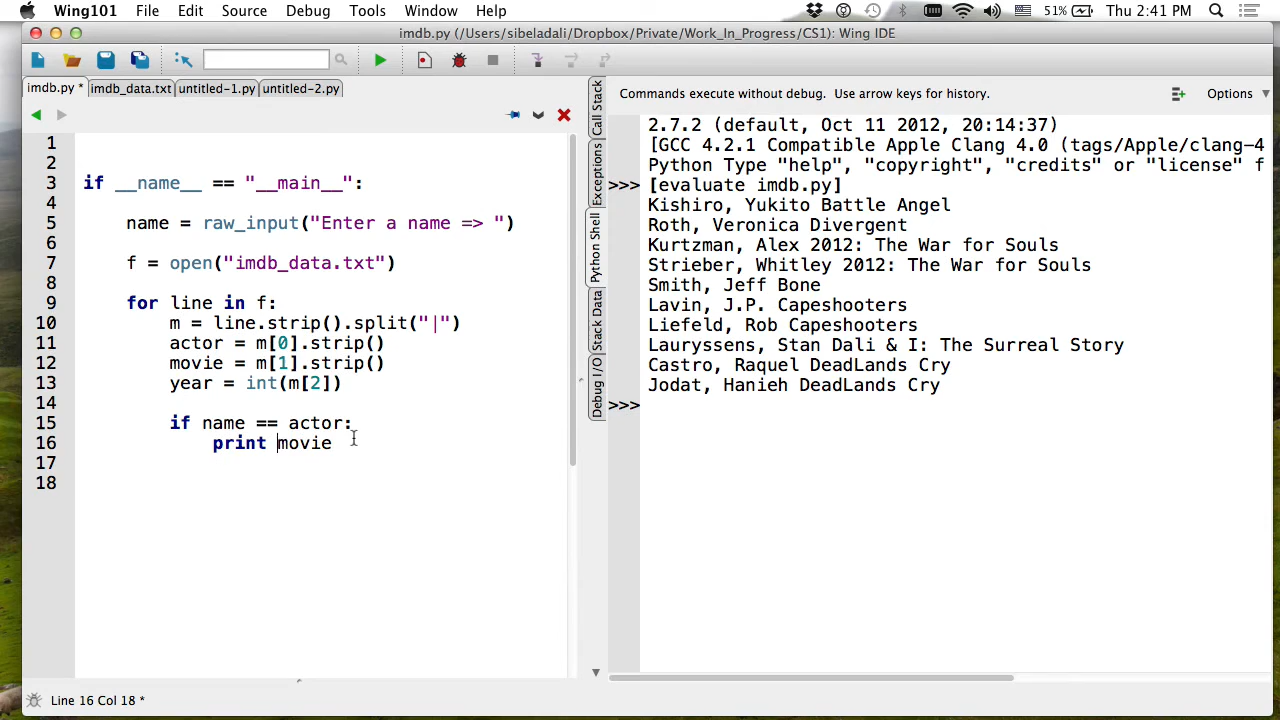 Wing101 File Edit Source Debug Tools Window Help 51% Thu 2:41 PM
imdb.py (/Users/sibeladali/Dropbox/Private/Work_In_Progress/CS1): Wing IDE
imdb.py * imdb_data.txt untitled-1.py untitled-2.py
1
2
3 if __name__ == "__main__":
4
5 name = raw_input("Enter a name => ")
6
7 f = open("imdb_data.txt")
8
9 for line in f:
10 m = line.strip().split("|")
11 actor = m[0].strip()
12 movie = m[1].strip()
13 year = int(m[2])
14
15 if name == actor:
16 print movie
17
18
Line 16 Col 18 *
Call Stack
Exceptions
Python Shell
Stack Data
Debug I/O
Commands execute without debug. Use arrow keys for history. Options
2.7.2 (default, Oct 11 2012, 20:14:37)
[GCC 4.2.1 Compatible Apple Clang 4.0 (tags/Apple/clang-4
Python Type "help", "copyright", "credits" or "license" f
>>> [evaluate imdb.py]
Kishiro, Yukito Battle Angel
Roth, Veronica Divergent
Kurtzman, Alex 2012: The War for Souls
Strieber, Whitley 2012: The War for Souls
Smith, Jeff Bone
Lavin, J.P. Capeshooters
Liefeld, Rob Capeshooters
Lauryssens, Stan Dali & I: The Surreal Story
Castro, Raquel DeadLands Cry
Jodat, Hanieh DeadLands Cry
>>>